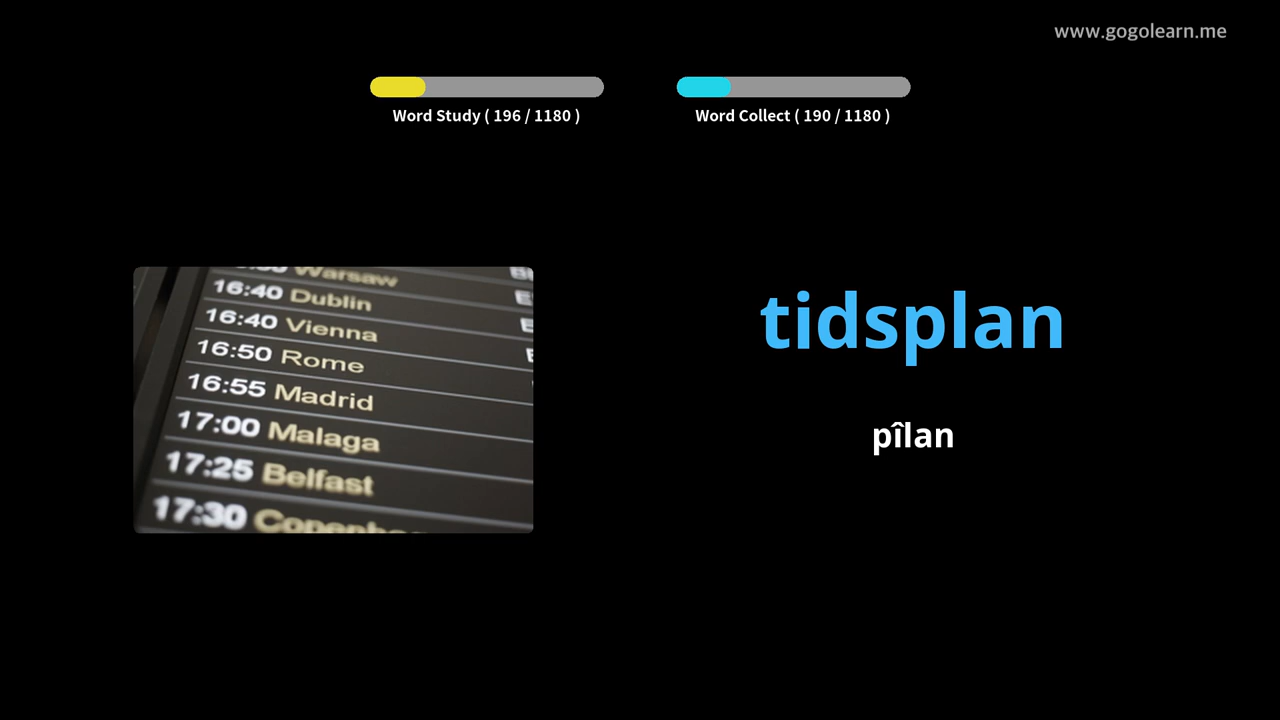 www.gogolearn.me
Word Study ( 196 / 1180 )
Word Collect ( 190 / 1180 )
Warsaw
16:40 Dublin
16:40 Vienna
16:50 Rome
16:55 Madrid
17:00 Malaga
17:25 Belfast
17:30
tidsplan
pîlan